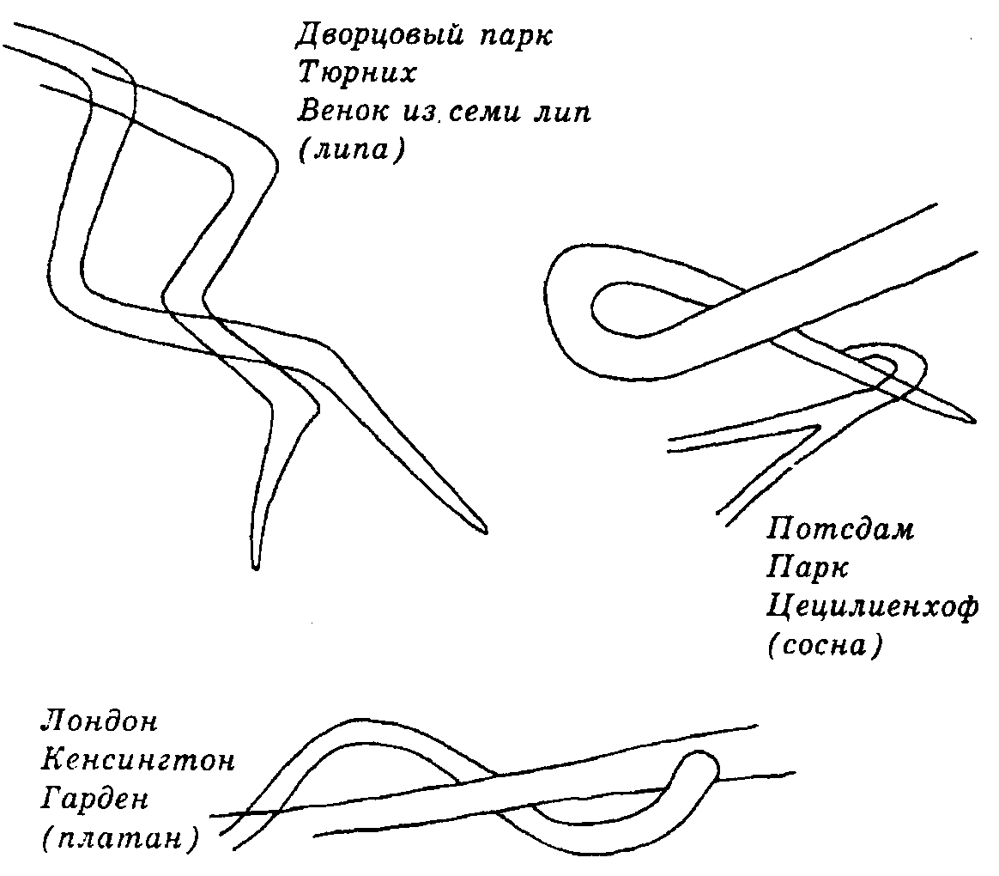 Дворцовый парк
Тюрних
Венок из семи лип
(липа)
Потсдам
Парк
Цецилиенхоф
(сосна)
Лондон
Кенсингтон
Гарден
(платан)